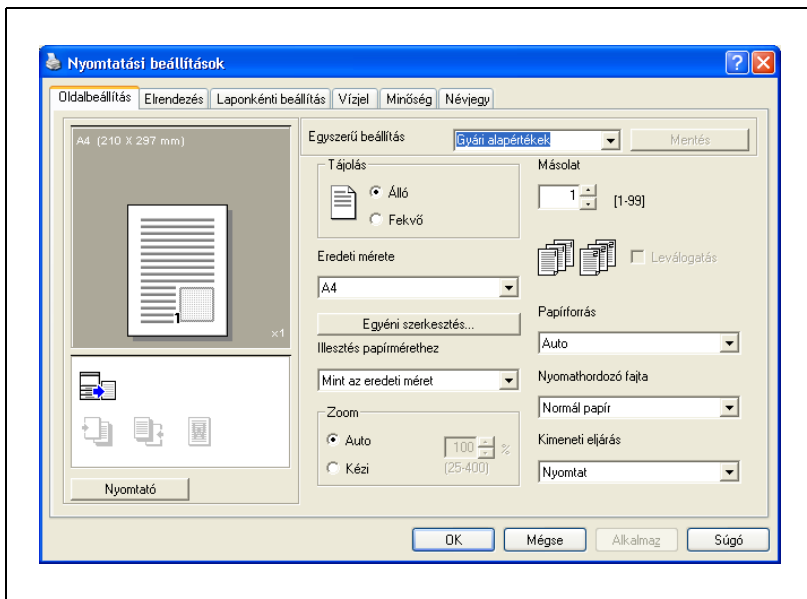 Nyomtatási beállítások
Oldalbeállítás Elrendezés Laponkénti beállítás Vízjel Minőség Névjegy
A4 (210 X 297 mm)
1
x1
Nyomtató
Egyszerű beállítás Gyári alapértékek Mentés
Tájolás
Álló
Fekvő
Eredeti mérete
A4
Egyéni szerkesztés...
Illesztés papírmérethez
Mint az eredeti méret
Zoom
Auto
100 %
Kézi
(25-400)
Másolat
1 [1-99]
Leválogatás
Papírforrás
Auto
Nyomathordozó fajta
Normál papír
Kimeneti eljárás
Nyomtat
OK Mégse Alkalmaz Súgó